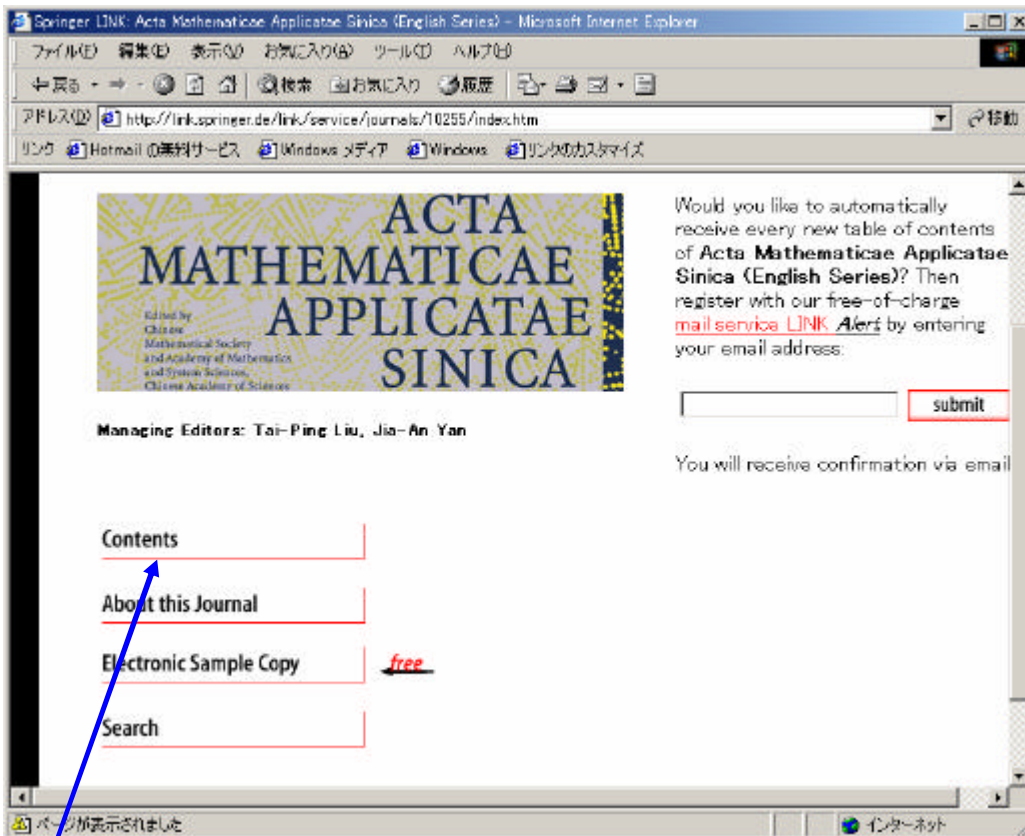 Springer LINK: Acta Mathematicae Applicatae Sinica (English Series) - Microsoft Internet Explorer
ファイル(F) 編集(E) 表示(V) お気に入り(A) ツール(T) ヘルプ(H)
戻る 検索 お気に入り 履歴
アドレス(D) http://link.springer.de/link/service/journals/10255/index.htm 移動
リンク Hotmail の無料サービス Windows メディア Windows リンクのカスタマイズ
ACTA
MATHEMATICAE
APPLICATAE
SINICA
Edited by
Chinese
Mathematical Society
and Academy of Mathematics
and System Sciences,
Chinese Academy of Sciences
Managing Editors: Tai-Ping Liu, Jia-An Yan
Contents
About this Journal
Electronic Sample Copy free
Search
Would you like to automatically
receive every new table of contents
of Acta Mathematicae Applicatae
Sinica (English Series)? Then
register with our free-of-charge
mail service LINK Alert by entering
your email address:
submit
You will receive confirmation via email
ページが表示されました インターネット